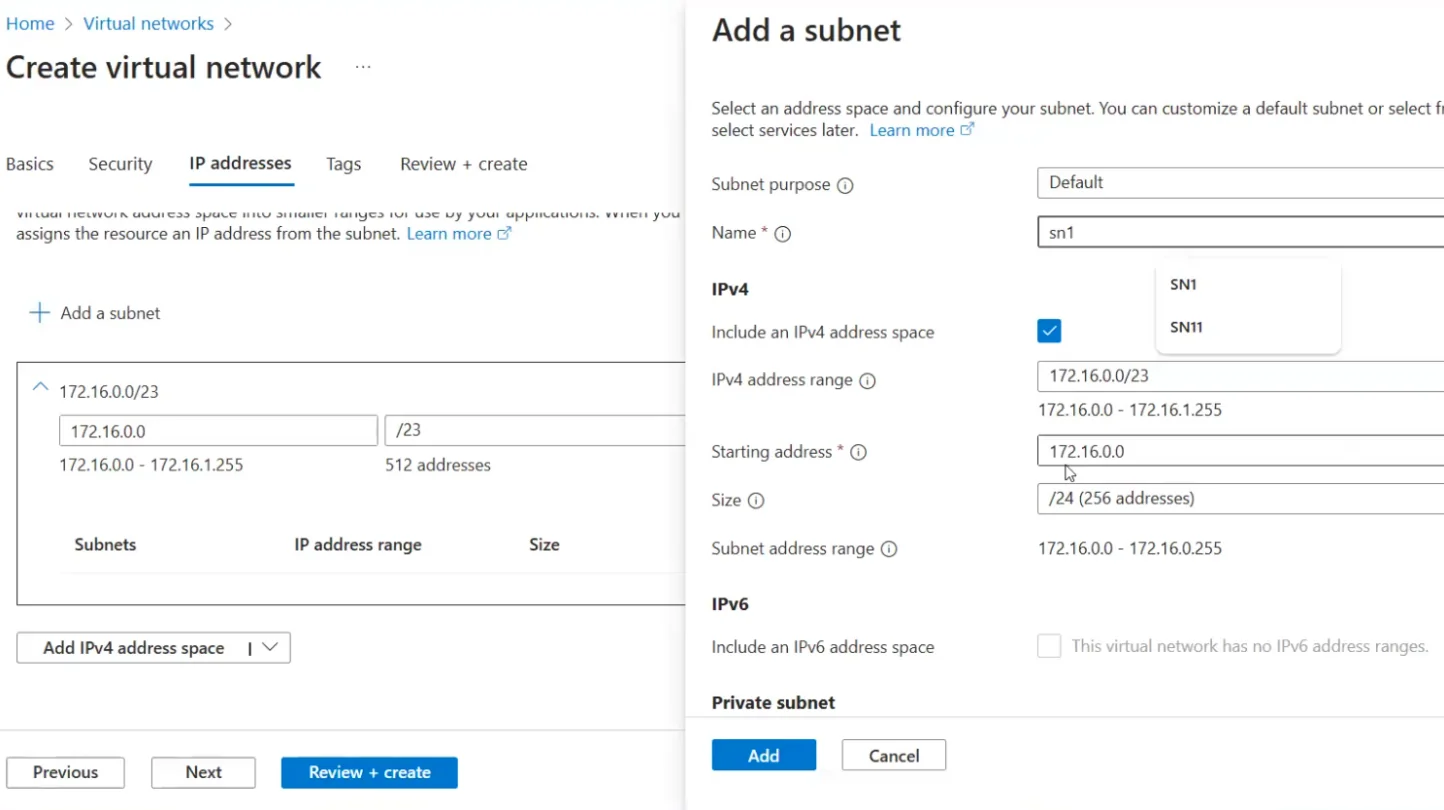 Home > Virtual networks >
Create virtual network ...
Basics Security IP addresses Tags Review + create
virtual network address space into smaller ranges for use by your applications. When you
assigns the resource an IP address from the subnet. Learn more
+ Add a subnet
172.16.0.0/23
172.16.0.0 /23
172.16.0.0 - 172.16.1.255 512 addresses
Subnets IP address range Size
Add IPv4 address space |
Previous Next Review + create
Add a subnet
Select an address space and configure your subnet. You can customize a default subnet or select
select services later. Learn more
Subnet purpose Default
Name * sn1
SN1
SN11
IPv4
Include an IPv4 address space
IPv4 address range 172.16.0.0/23
172.16.0.0 - 172.16.1.255
Starting address * 172.16.0.0
Size /24 (256 addresses)
Subnet address range 172.16.0.0 - 172.16.0.255
IPv6
Include an IPv6 address space This virtual network has no IPv6 address ranges.
Private subnet
Add Cancel